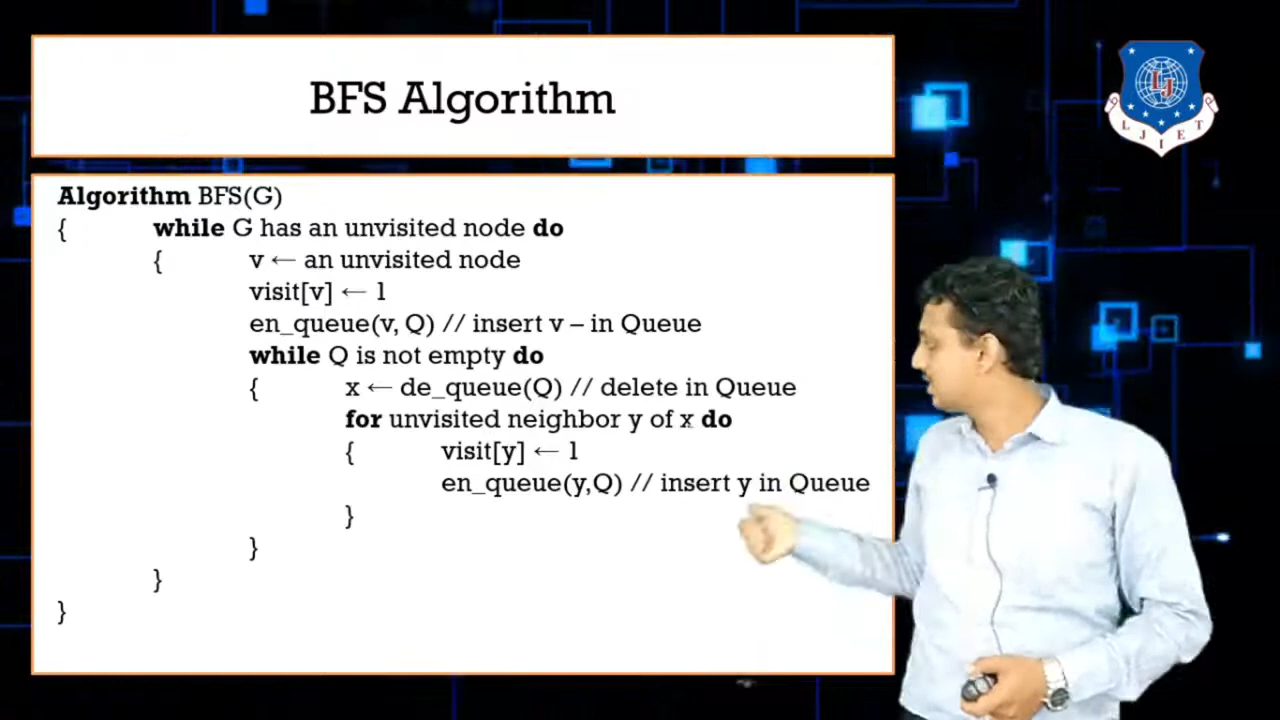 BFS Algorithm
L J I E T
LJ
Algorithm BFS(G)
{ while G has an unvisited node do
{ v ← an unvisited node
visit[v] ← 1
en_queue(v, Q) // insert v – in Queue
while Q is not empty do
{ x ← de_queue(Q) // delete in Queue
for unvisited neighbor y of x do
{ visit[y] ← 1
en_queue(y,Q) // insert y in Queue
}
}
}
}